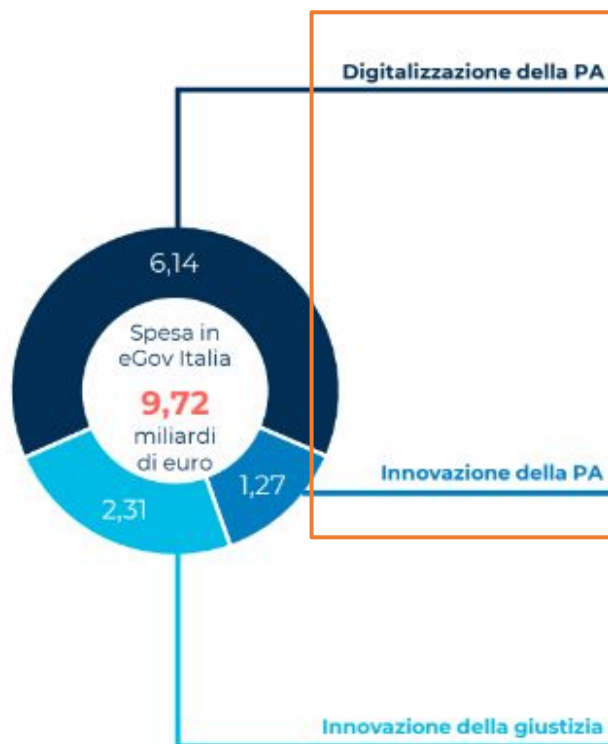 Digitalizzazione della PA
6,14
Spesa in
eGov Italia
9,72
miliardi
di euro
Innovazione della PA
1,27
2,31
Innovazione della giustizia